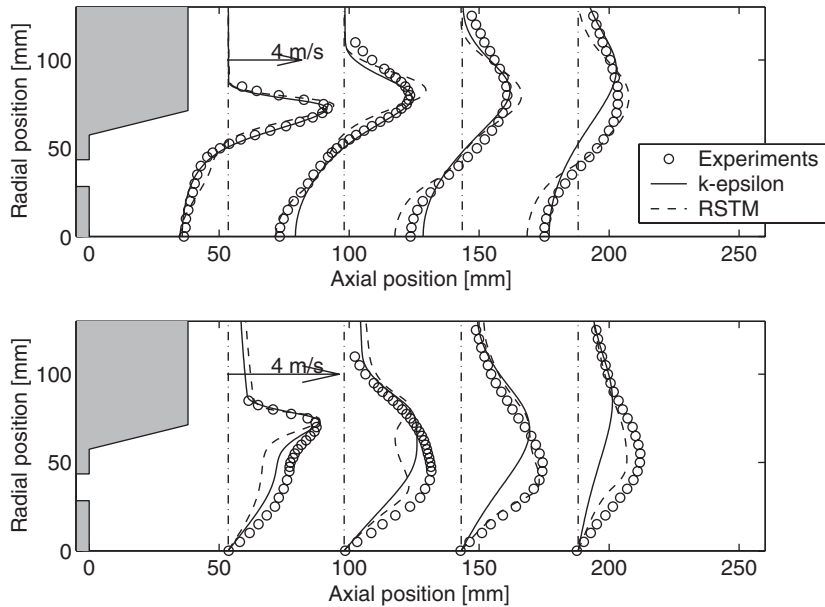 100
50
0
Radial position [mm]
4 m/s
Experiments
k-epsilon
RSTM
0
50
100
150
200
250
Axial position [mm]
100
50
0
Radial position [mm]
4 m/s
0
50
100
150
200
250
Axial position [mm]